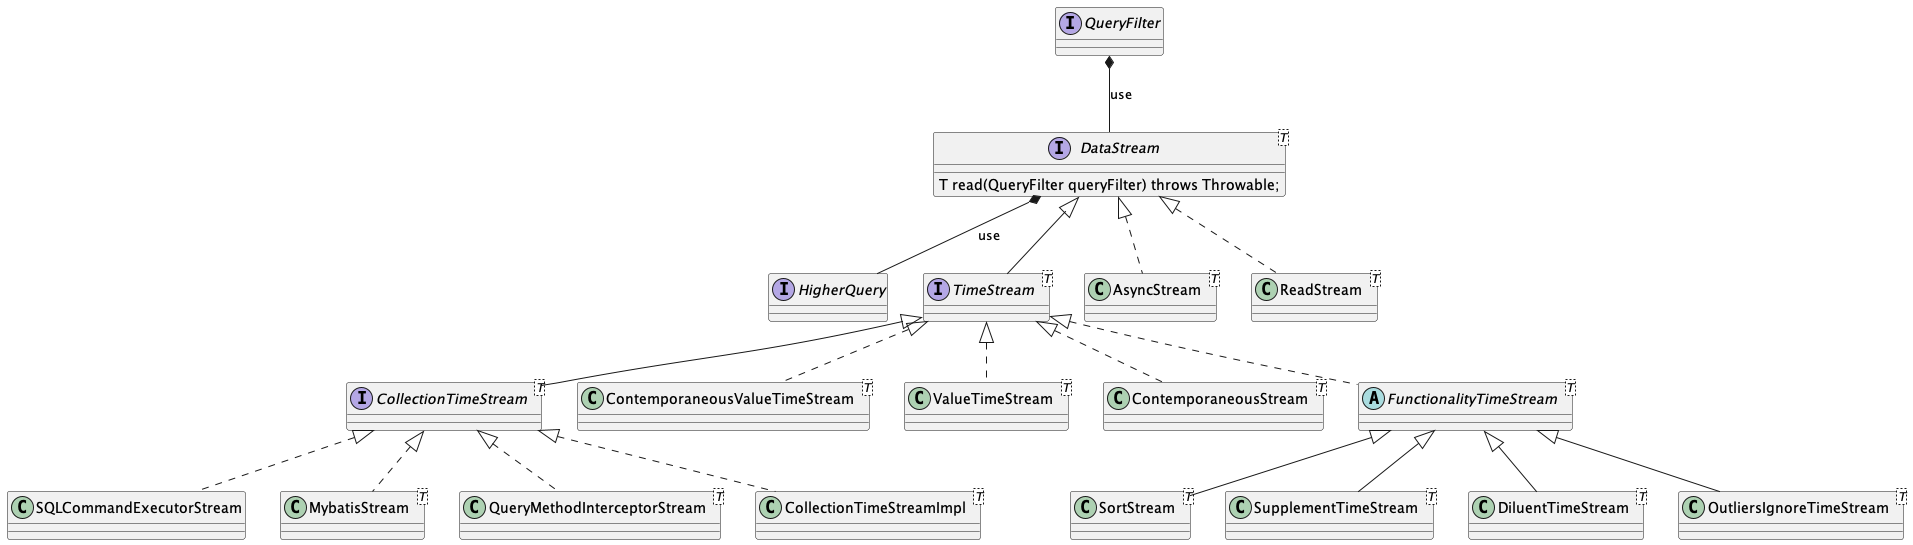 I QueryFilter
use
I DataStream T
T read(QueryFilter queryFilter) throws Throwable;
use
I HigherQuery
I TimeStream T
C AsyncStream T
C ReadStream T
I CollectionTimeStream T
C ContemporaneousValueTimeStream T
C ValueTimeStream T
C ContemporaneousStream T
A FunctionalityTimeStream T
C SQLCommandExecutorStream
C MybatisStream T
C QueryMethodInterceptorStream T
C CollectionTimeStreamImpl T
C SortStream T
C SupplementTimeStream T
C DiluentTimeStream T
C OutliersIgnoreTimeStream T